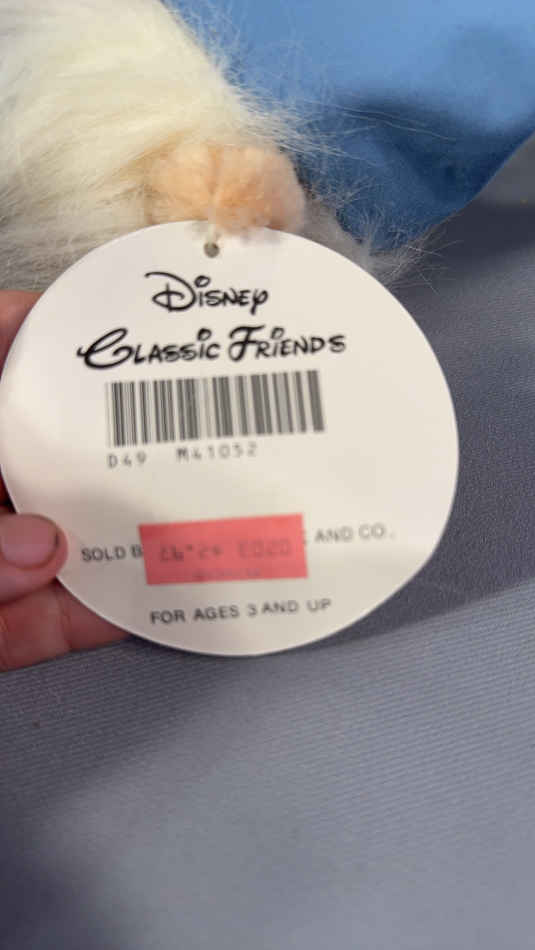 Disney
Classic Friends
D49 M41052
SOLD B AND CO.
FOR AGES 3 AND UP